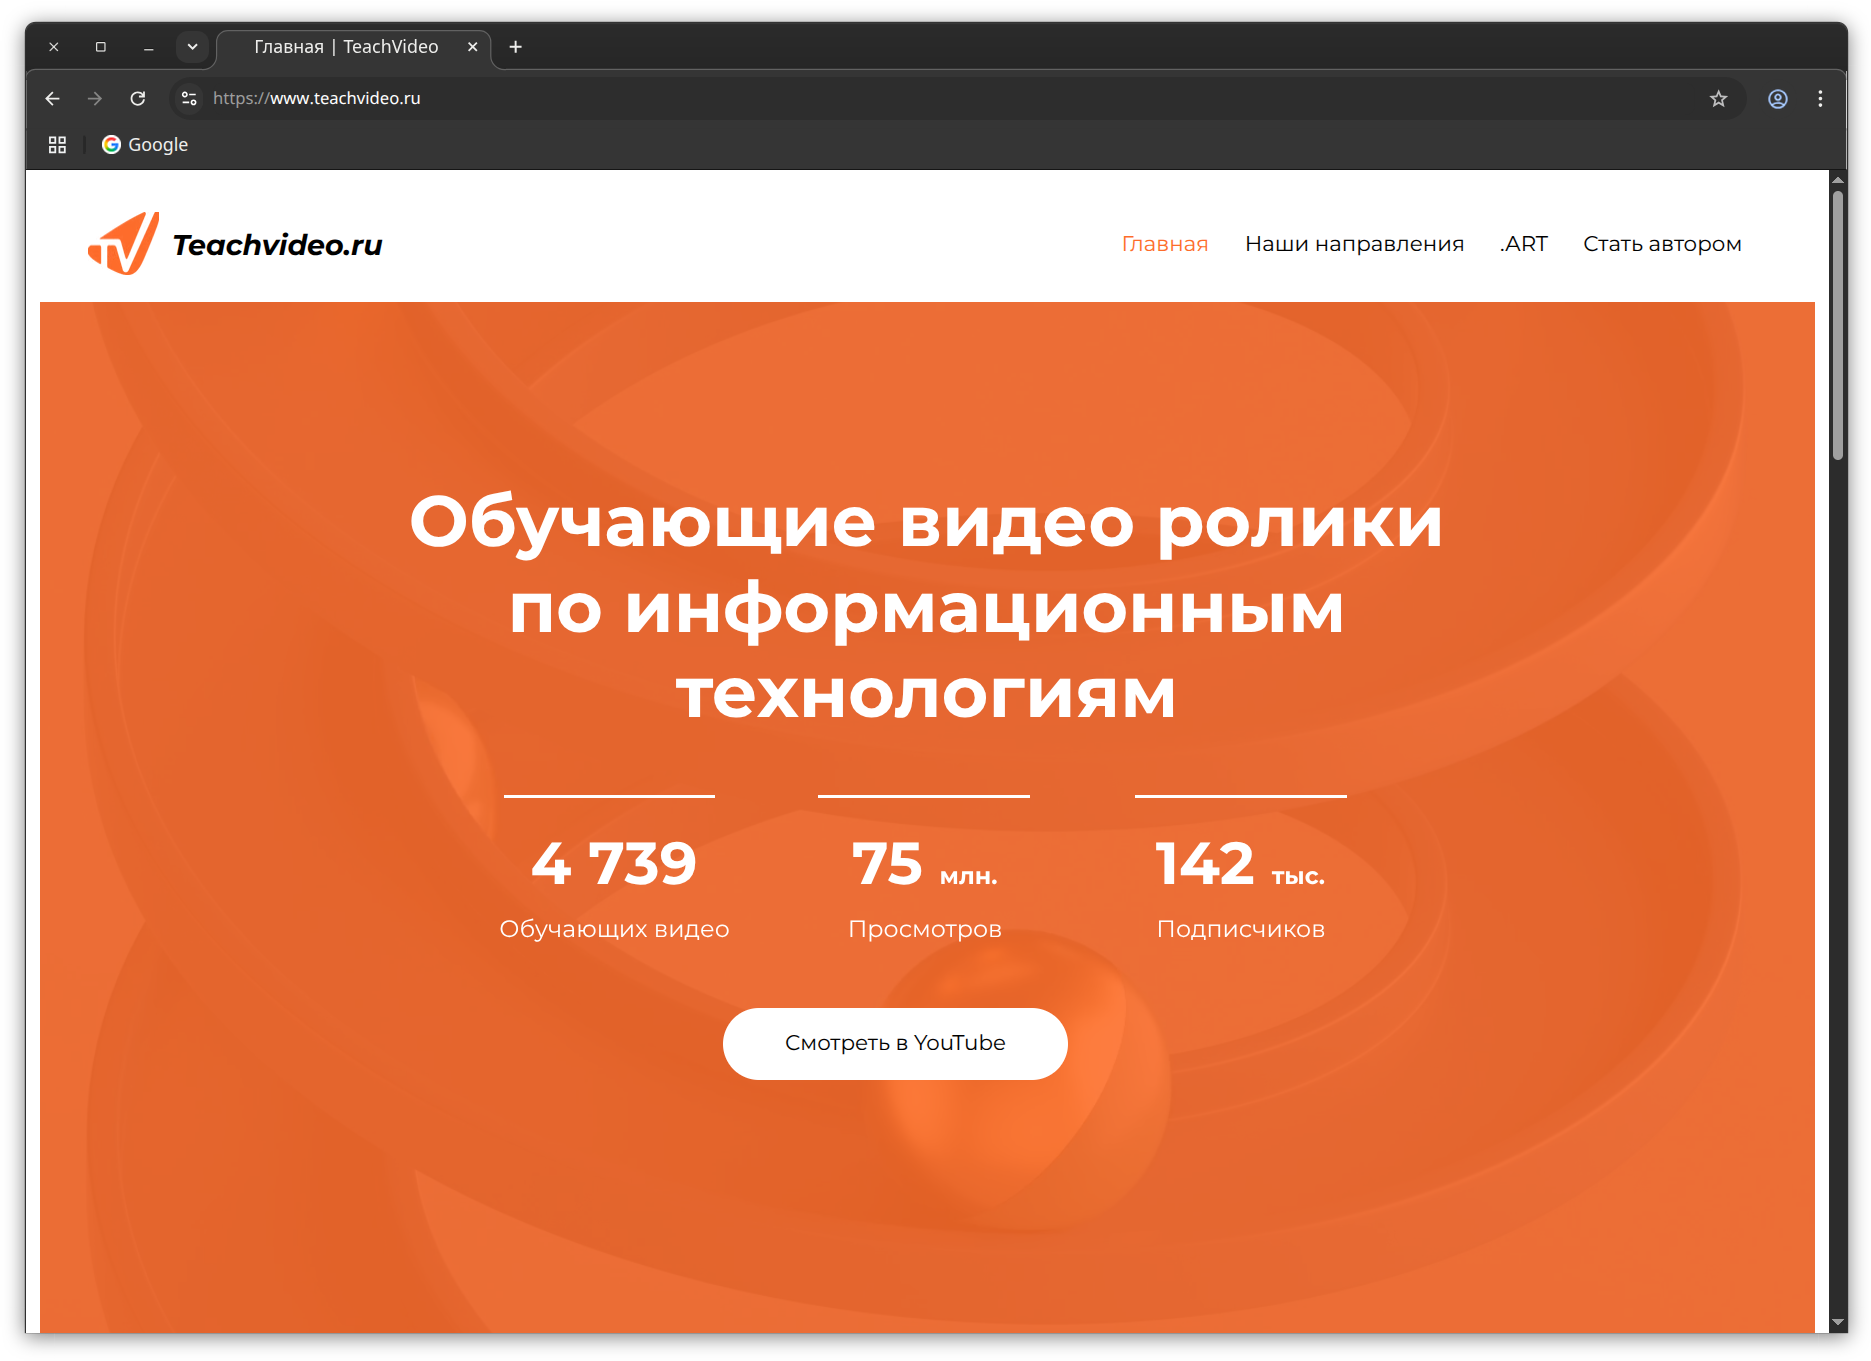 Главная | TeachVideo
https://www.teachvideo.ru
Google
TV Teachvideo.ru
Главная Наши направления .ART Стать автором
Обучающие видео ролики
по информационным
технологиям
4 739 75 млн. 142 тыс.
Обучающих видео Просмотров Подписчиков
Смотреть в YouTube